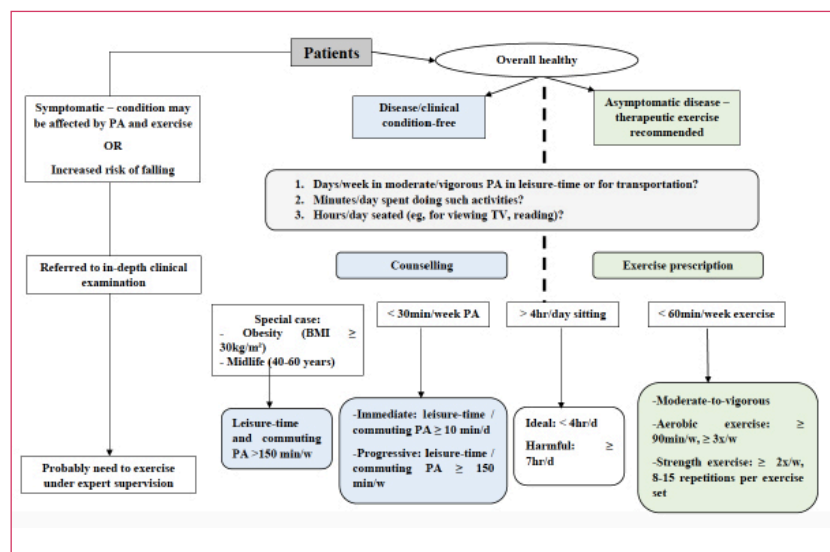 Patients
Overall healthy
Symptomatic – condition may
be affected by PA and exercise
OR
Increased risk of falling
Disease/clinical
condition-free
Asymptomatic disease –
therapeutic exercise
recommended
1. Days/week in moderate/vigorous PA in leisure-time or for transportation?
2. Minutes/day spent doing such activities?
3. Hours/day seated (eg, for viewing TV, reading)?
Referred to in-depth clinical
examination
Counselling
Exercise prescription
Special case:
- Obesity (BMI ≥
30kg/m²)
- Midlife (40-60 years)
< 30min/week PA
> 4hr/day sitting
< 60min/week exercise
Leisure-time
and commuting
PA >150 min/w
-Immediate: leisure-time /
commuting PA ≥ 10 min/d
-Progressive: leisure-time /
commuting PA ≥ 150
min/w
Ideal: < 4hr/d
Harmful: ≥
7hr/d
-Moderate-to-vigorous
-Aerobic exercise: ≥
90min/w, ≥ 3x/w
-Strength exercise: ≥ 2x/w,
8-15 repetitions per exercise
set
Probably need to exercise
under expert supervision